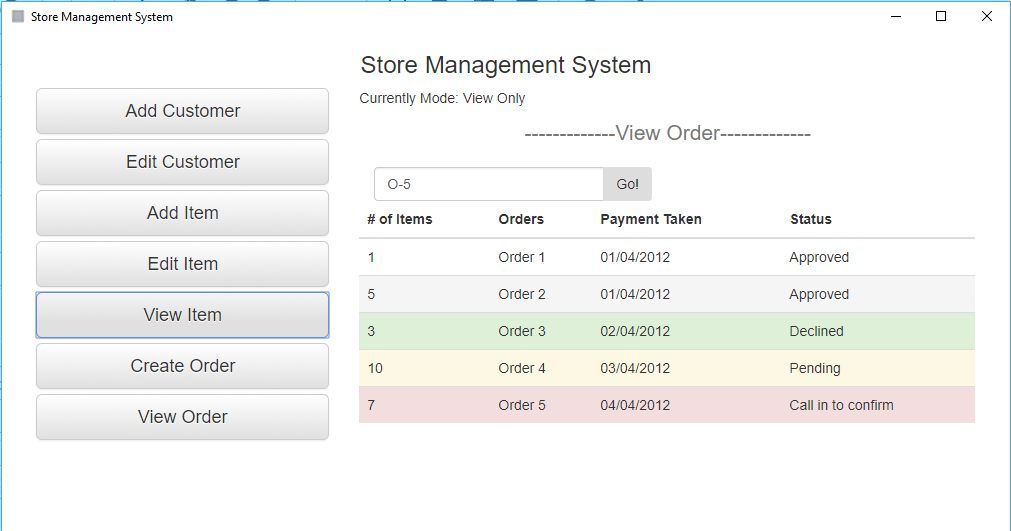 Store Management System
Store Management System
Currently Mode: View Only
-------------View Order-------------
Add Customer
Edit Customer
Add Item
Edit Item
View Item
Create Order
View Order
O-5 Go!
# of Items Orders Payment Taken Status
1 Order 1 01/04/2012 Approved
5 Order 2 01/04/2012 Approved
3 Order 3 02/04/2012 Declined
10 Order 4 03/04/2012 Pending
7 Order 5 04/04/2012 Call in to confirm